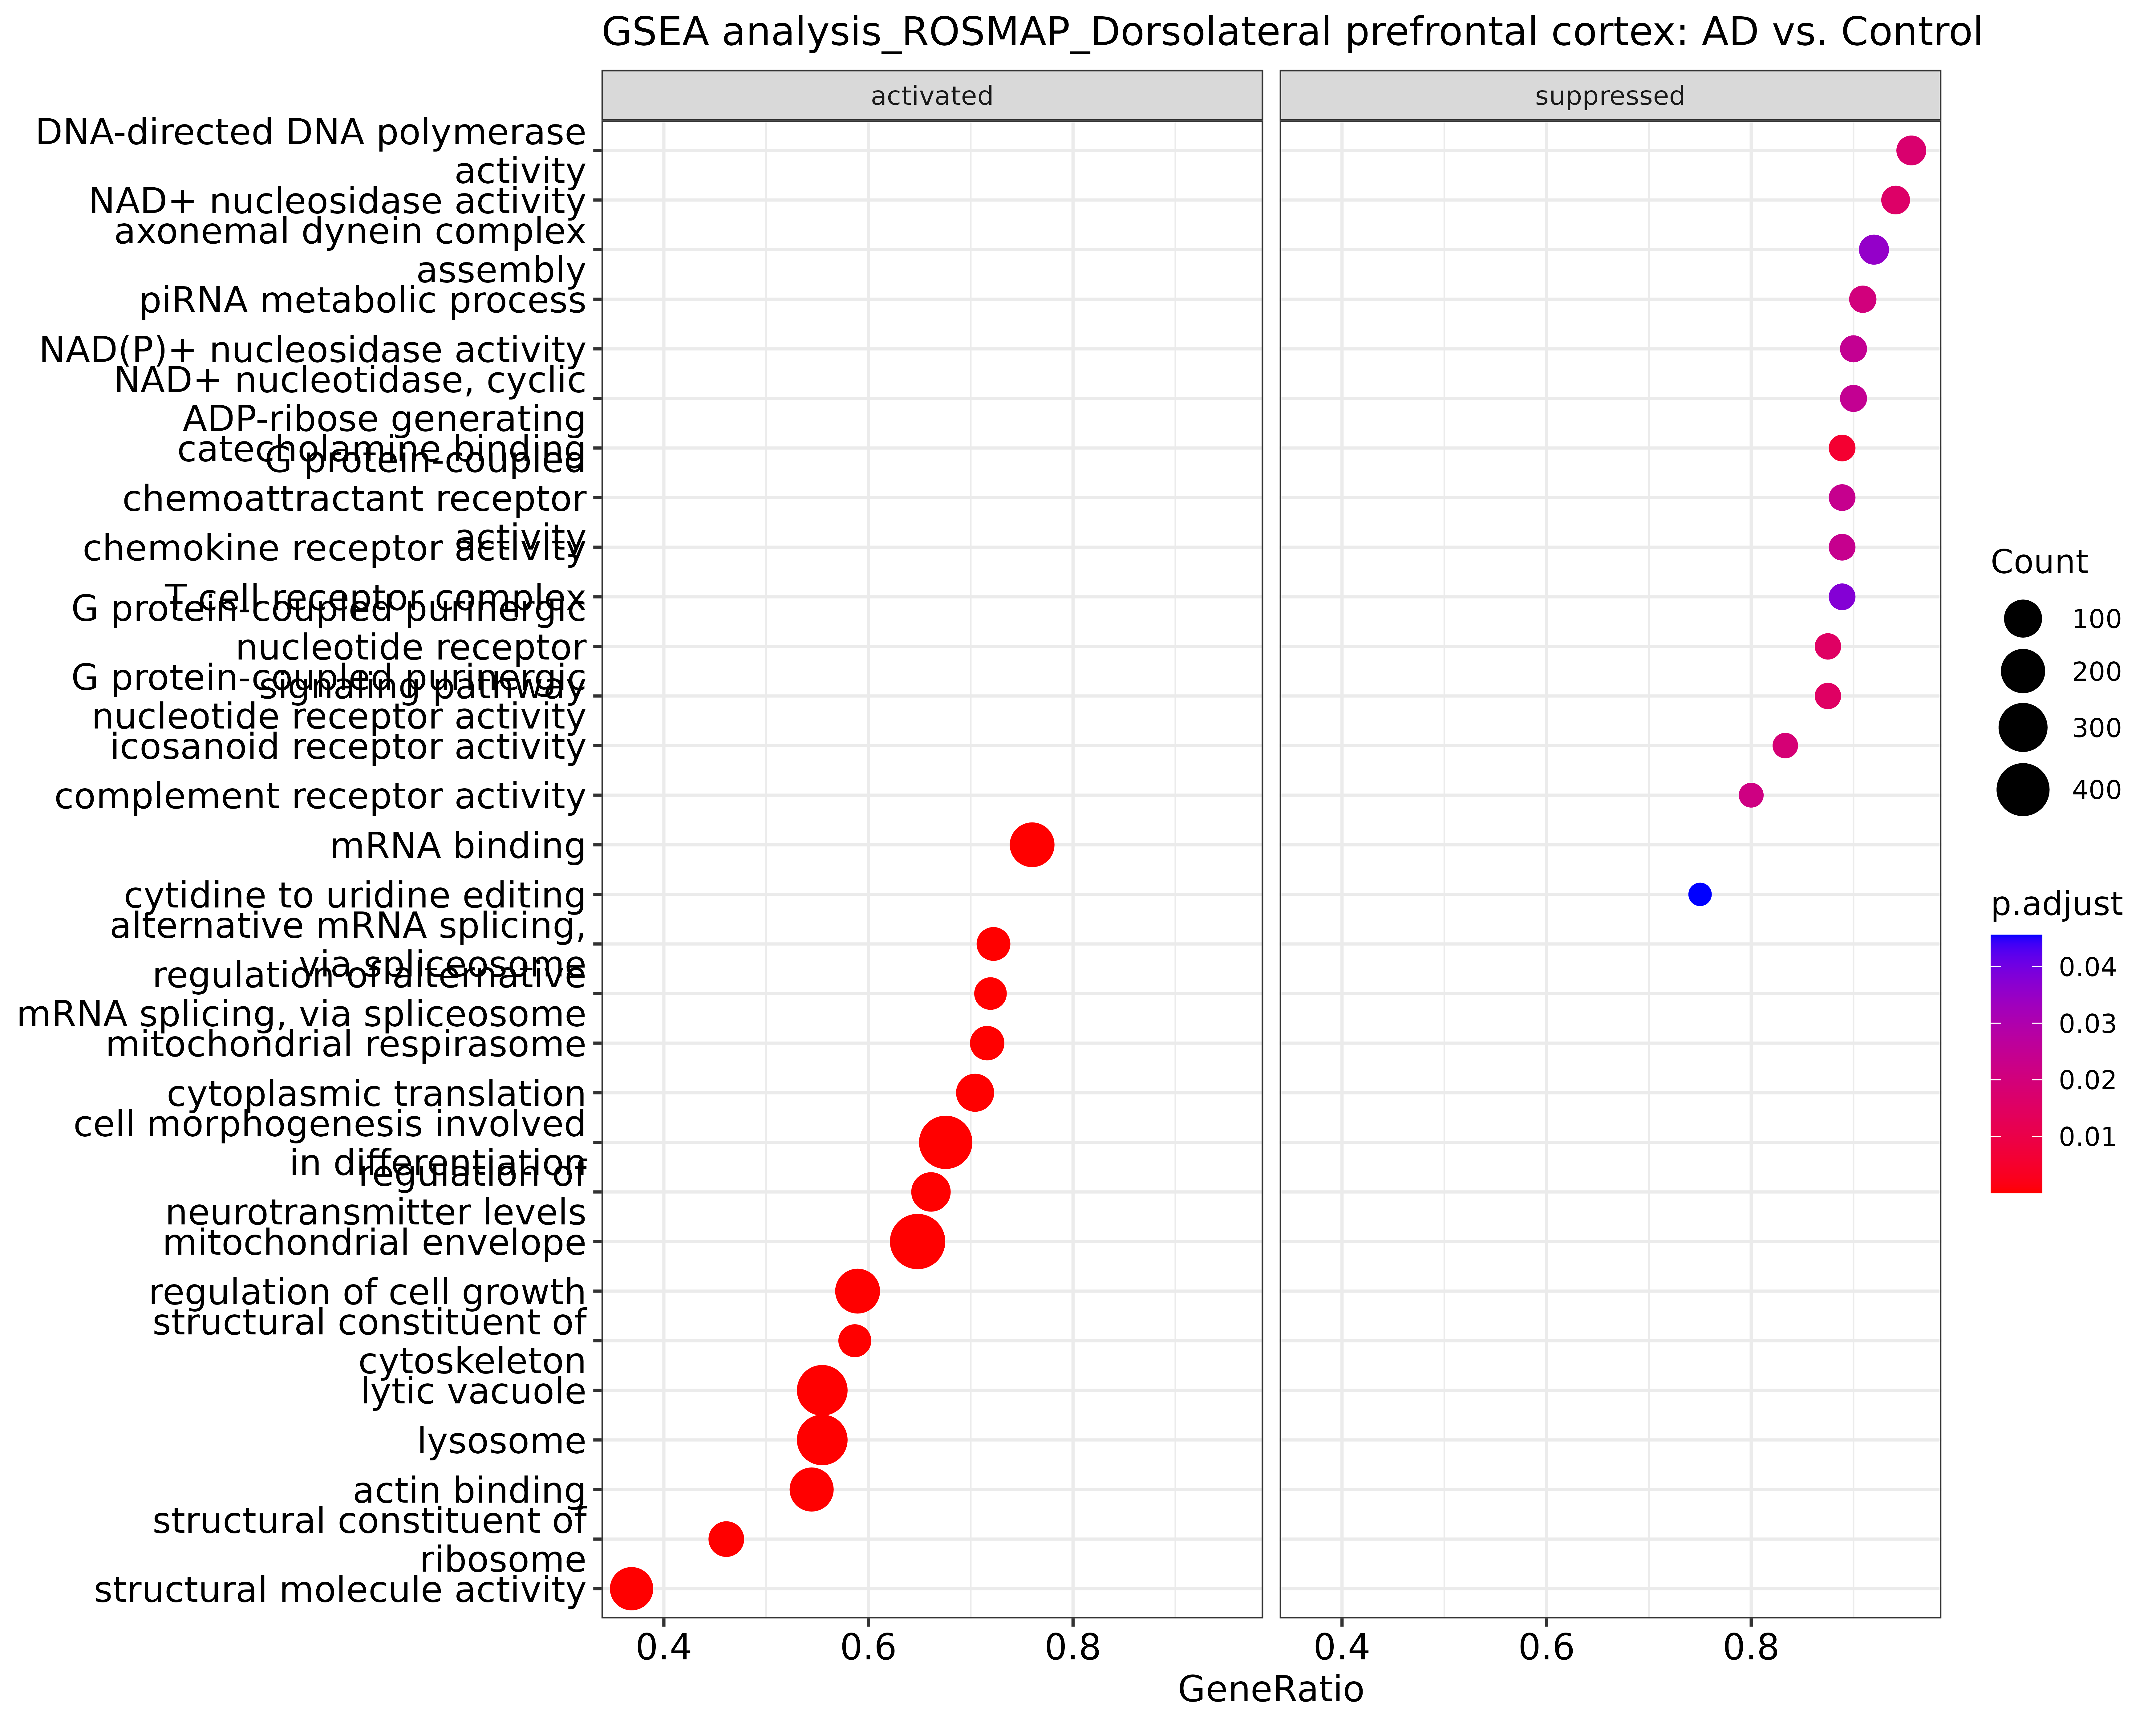 GSEA analysis_ROSMAP_Dorsolateral prefrontal cortex: AD vs. Control
activated
suppressed
DNA-directed DNA polymerase
activity
NAD+ nucleosidase activity
axonemal dynein complex
assembly
piRNA metabolic process
NAD(P)+ nucleosidase activity
NAD+ nucleotidase, cyclic
ADP-ribose generating
catecholamine binding
G protein-coupled
chemoattractant receptor
activity
chemokine receptor activity
T cell receptor complex
G protein-coupled purinergic
nucleotide receptor
signaling pathway
G protein-coupled purinergic
nucleotide receptor activity
icosanoid receptor activity
complement receptor activity
mRNA binding
cytidine to uridine editing
alternative mRNA splicing,
via spliceosome
regulation of alternative
mRNA splicing, via spliceosome
mitochondrial respirasome
cytoplasmic translation
cell morphogenesis involved
in differentiation
regulation of
neurotransmitter levels
mitochondrial envelope
regulation of cell growth
structural constituent of
cytoskeleton
lytic vacuole
lysosome
actin binding
structural constituent of
ribosome
structural molecule activity
0.4
0.6
0.8
0.4
0.6
0.8
GeneRatio
Count
100
200
300
400
p.adjust
0.04
0.03
0.02
0.01